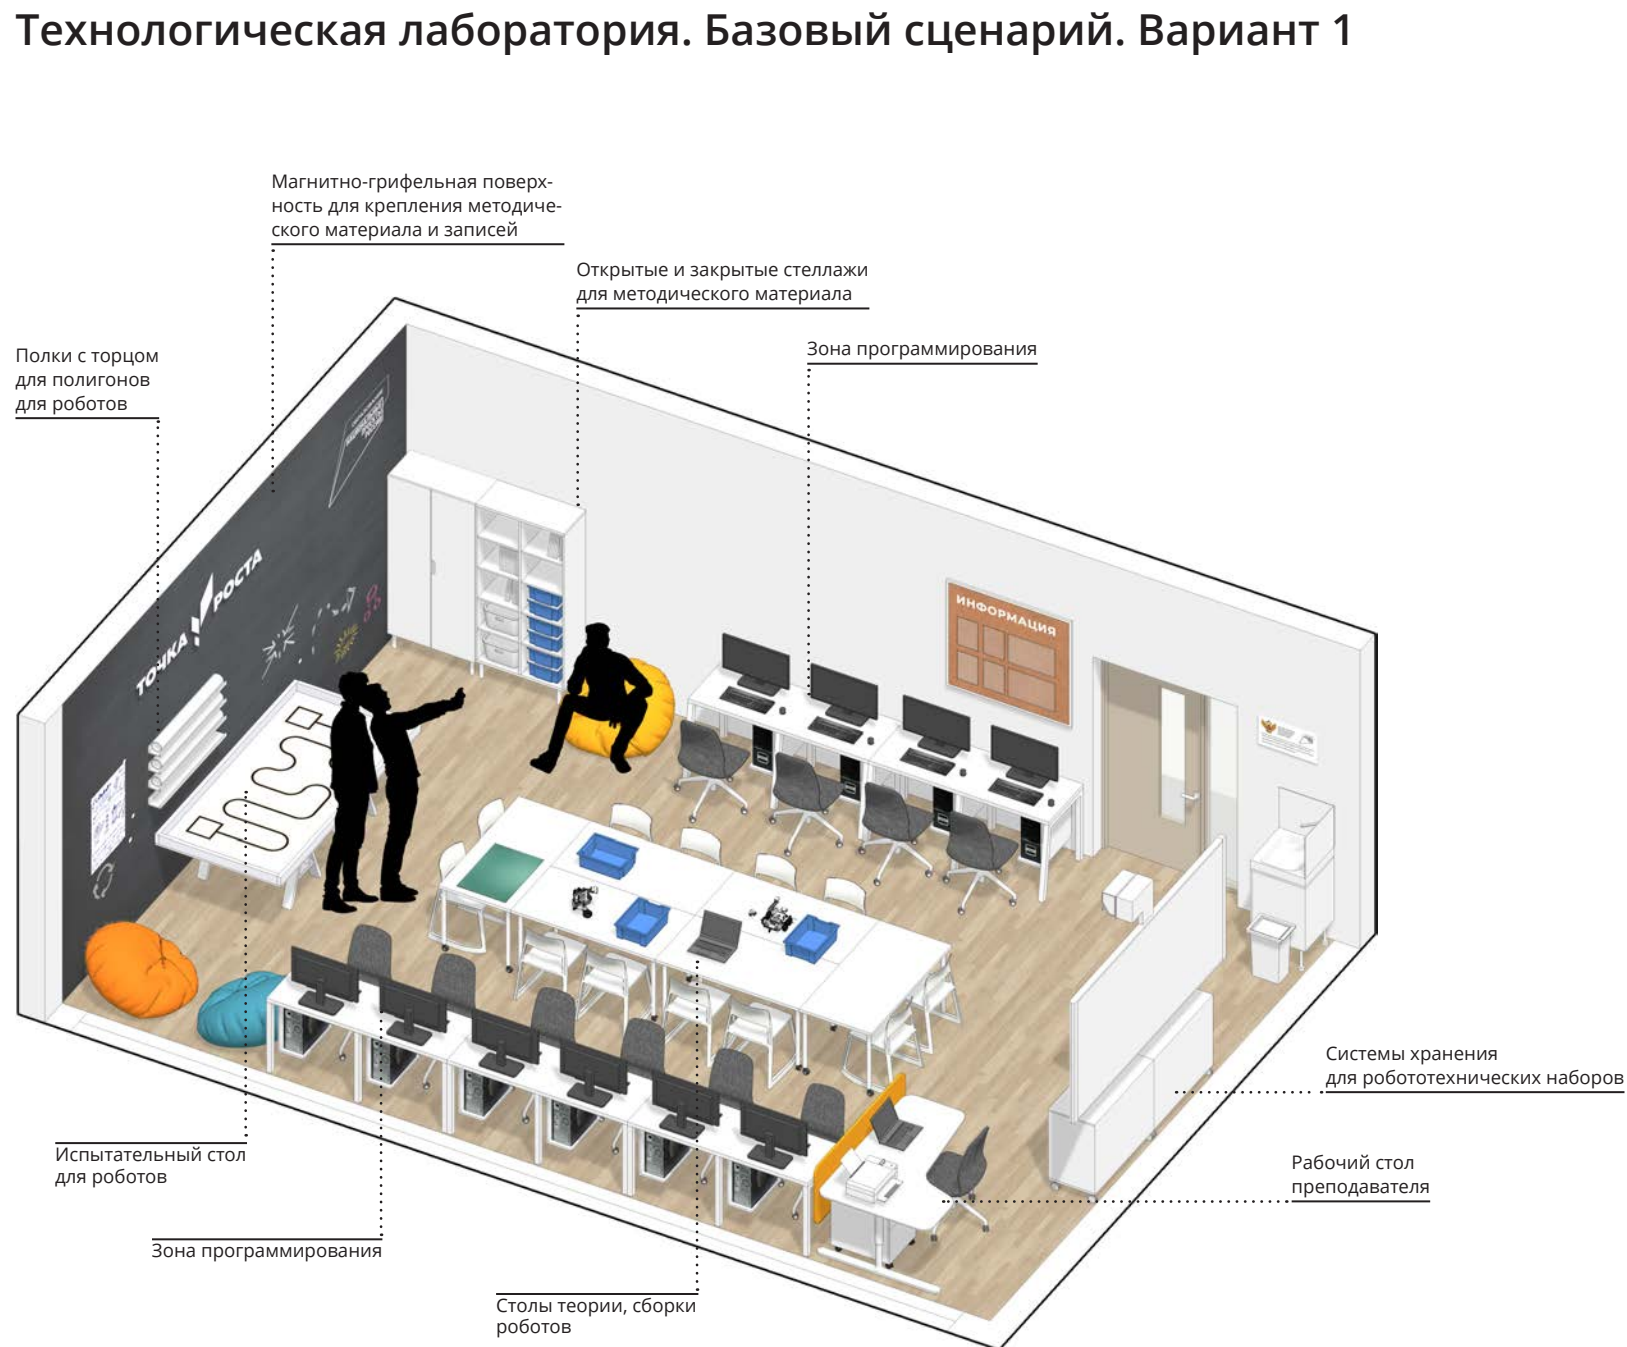 Технологическая лаборатория. Базовый сценарий. Вариант 1
Магнитно-грифельная поверх-
ность для крепления методиче-
ского материала и записей
Открытые и закрытые стеллажи
для методического материала
Зона программирования
Полки с торцом
для полигонов
для роботов
ТОЧКА РОСТА
ИНФОРМАЦИЯ
Системы хранения
для робототехнических наборов
Испытательный стол
для роботов
Рабочий стол
преподавателя
Зона программирования
Столы теории, сборки
роботов